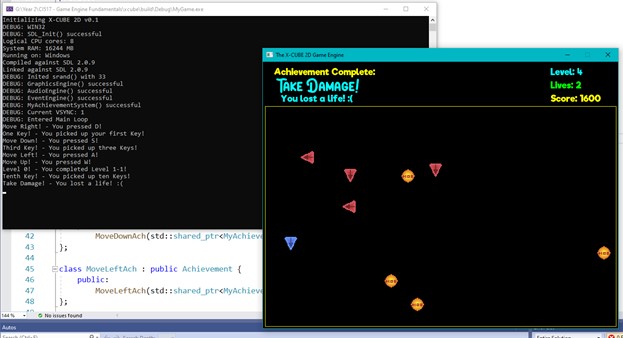 G:\Year 2\CI517 - Game Engine Fundamentals\x-cube\build\Debug\MyGame.exe
Initializing X-CUBE 2D v0.1
DEBUG: WIN32
DEBUG: SDL_Init() successful
Logical CPU cores: 8
System RAM: 16244 MB
Running on: Windows
Compiled against SDL 2.0.9
Linked against SDL 2.0.9
DEBUG: Inited srand() with 33
DEBUG: GraphicsEngine() successful
DEBUG: AudioEngine() successful
DEBUG: EventEngine() successful
DEBUG: MyAchievementSystem() successful
DEBUG: Current VSYNC: 1
DEBUG: Entered Main Loop
Move Right! - You pressed D!
One Key! - You picked up your first Key!
Move Down! - You pressed S!
Third Key! - You picked up three Keys!
Move Left! - You pressed A!
Move Up! - You pressed W!
Level 0! - You completed Level 1-1!
Tenth Key! - You picked up ten Keys!
Take Damage! - You lost a life! :(
The X-CUBE 2D Game Engine
Achievement Complete:
Take Damage!
You lost a life! :(
Level: 4
Lives: 2
Score: 1600
42 MoveDownAch(std::shared_ptr<MyAchieve
43 };
44
45 class MoveLeftAch : public Achievement {
46 public:
47 MoveLeftAch(std::shared_ptr<MyAchieve
48 };
144 %
No issues found
Autos
Entire Solution